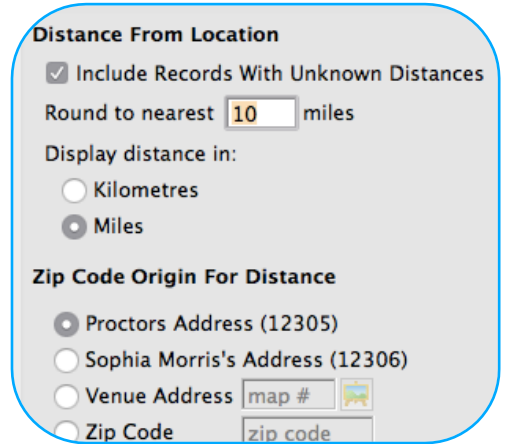 Distance From Location
Include Records With Unknown Distances
Round to nearest 10 miles
Display distance in:
Kilometres
Miles
Zip Code Origin For Distance
Proctors Address (12305)
Sophia Morris's Address (12306)
Venue Address map #
Zip Code zip code